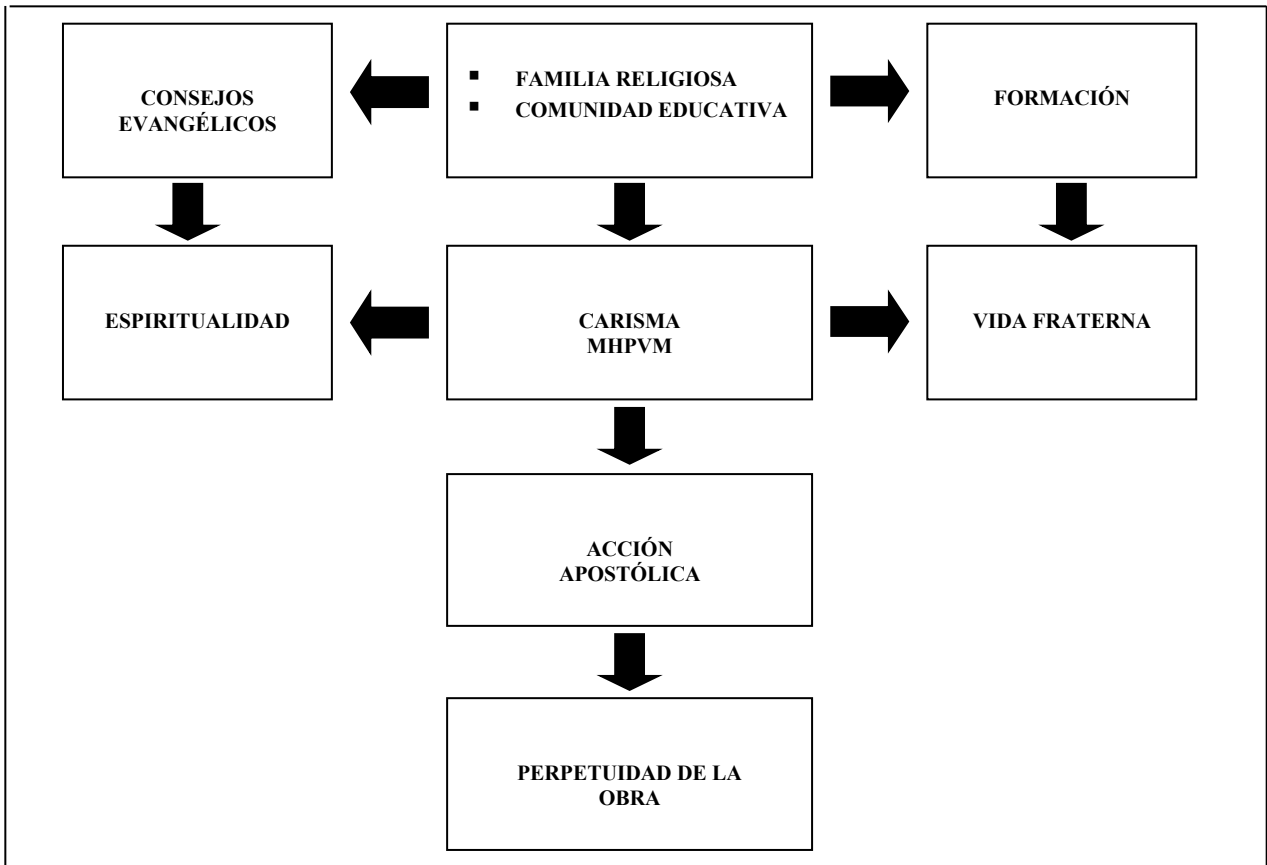 CONSEJOS
EVANGÉLICOS
▪ FAMILIA RELIGIOSA
▪ COMUNIDAD EDUCATIVA
FORMACIÓN
ESPIRITUALIDAD
CARISMA
MHPVM
VIDA FRATERNA
ACCIÓN
APOSTÓLICA
PERPETUIDAD DE LA
OBRA